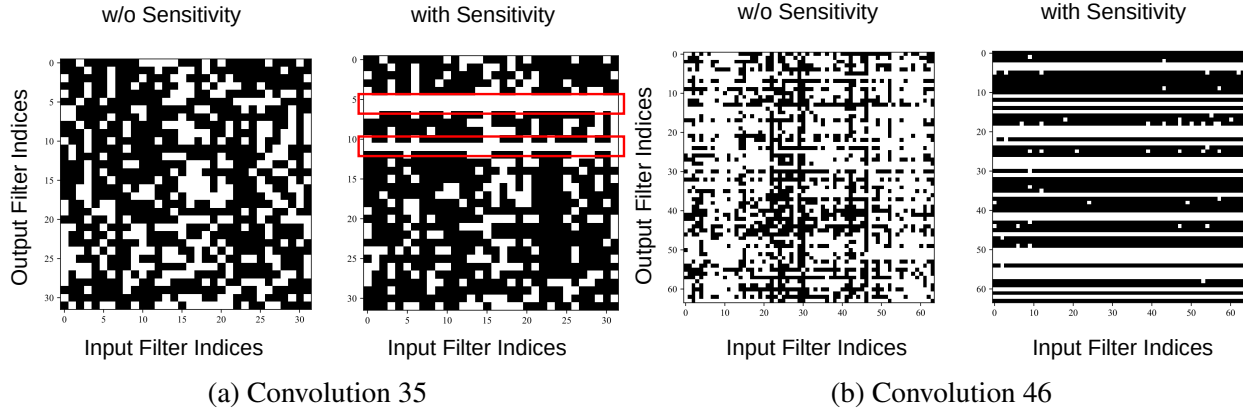 w/o Sensitivity
with Sensitivity
w/o Sensitivity
with Sensitivity
Output Filter Indices
0
5
10
15
20
25
30
0 5 10 15 20 25 30
Input Filter Indices
0
5
10
15
20
25
30
0 5 10 15 20 25 30
Input Filter Indices
(a) Convolution 35
Output Filter Indices
0
10
20
30
40
50
60
0 10 20 30 40 50 60
Input Filter Indices
0
10
20
30
40
50
60
0 10 20 30 40 50 60
Input Filter Indices
(b) Convolution 46